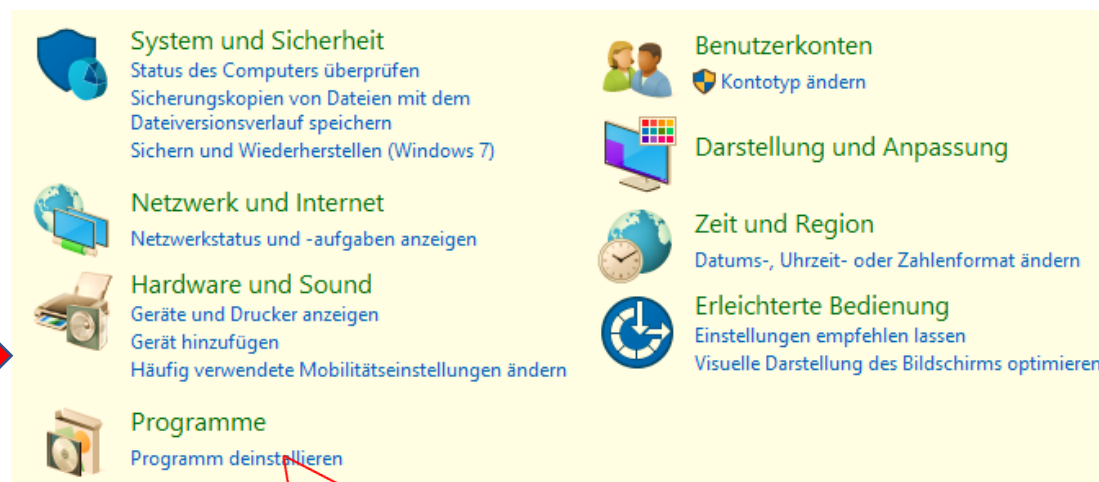 System und Sicherheit
Status des Computers überprüfen
Sicherungskopien von Dateien mit dem
Dateiversionsverlauf speichern
Sichern und Wiederherstellen (Windows 7)
Netzwerk und Internet
Netzwerkstatus und -aufgaben anzeigen
Hardware und Sound
Geräte und Drucker anzeigen
Gerät hinzufügen
Häufig verwendete Mobilitätseinstellungen ändern
Programme
Programm deinstallieren
Benutzerkonten
Kontotyp ändern
Darstellung und Anpassung
Zeit und Region
Datums-, Uhrzeit- oder Zahlenformat ändern
Erleichterte Bedienung
Einstellungen empfehlen lassen
Visuelle Darstellung des Bildschirms optimieren